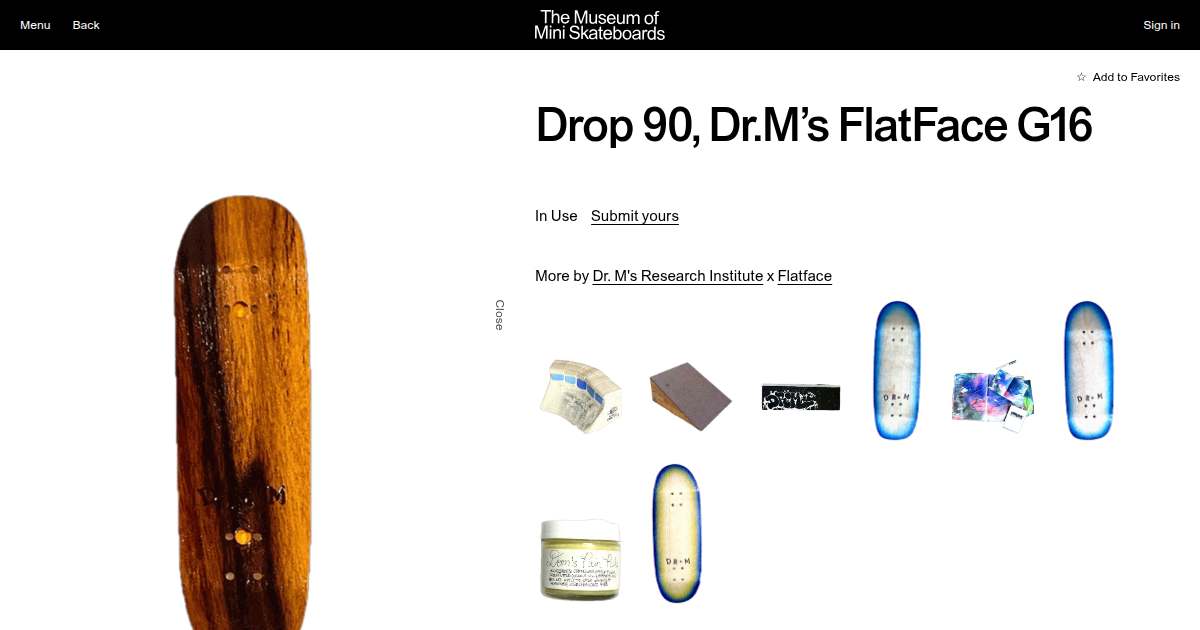 Menu Back
The Museum of
Mini Skateboards
Sign in
☆ Add to Favorites
Drop 90, Dr.M’s FlatFace G16
In Use Submit yours
More by Dr. M's Research Institute x Flatface
Close
DR•M
DR•M
D M
DR•M